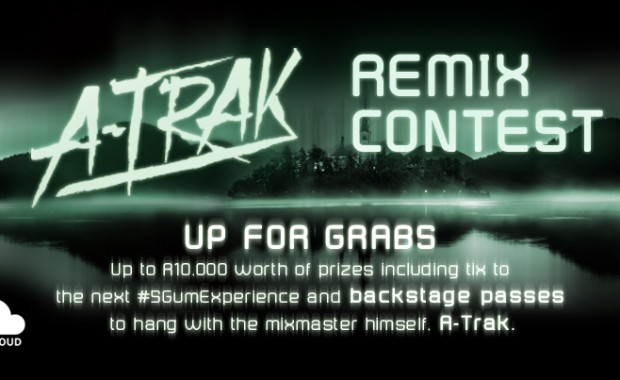 A-TRAK
REMIX
CONTEST
UP FOR GRABS
Up to R10,000 worth of prizes including tix to
the next #5GumExperience and backstage passes
to hang with the mixmaster himself, A-Trak.
OUD